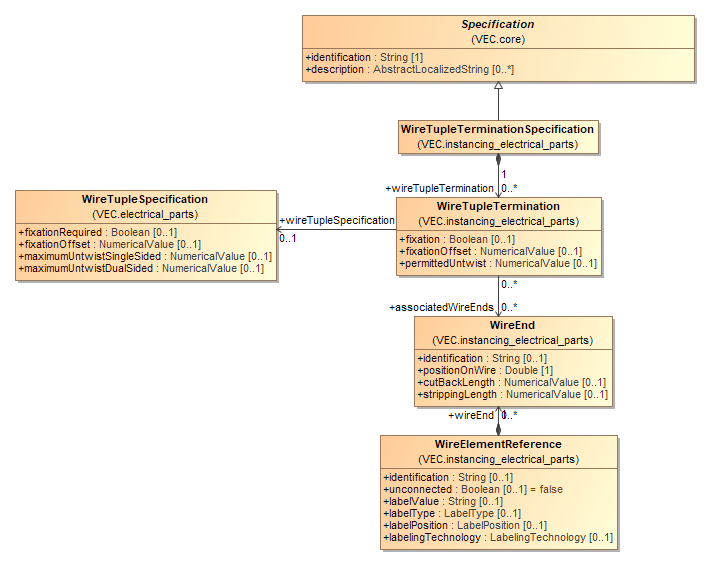 Specification
(VEC.core)
+identification : String [1]
+description : AbstractLocalizedString [0..*]
WireTupleTerminationSpecification
(VEC.instancing_electrical_parts)
1
+wireTupleTermination 0..*
WireTupleSpecification
(VEC.electrical_parts)
+fixationRequired : Boolean [0..1]
+fixationOffset : NumericalValue [0..1]
+maximumUntwistSingleSided : NumericalValue [0..1]
+maximumUntwistDualSided : NumericalValue [0..1]
+wireTupleSpecification
0..1
WireTupleTermination
(VEC.instancing_electrical_parts)
+fixation : Boolean [0..1]
+fixationOffset : NumericalValue [0..1]
+permittedUntwist : NumericalValue [0..1]
0..*
+associatedWireEnds 0..*
WireEnd
(VEC.instancing_electrical_parts)
+identification : String [0..1]
+positionOnWire : Double [1]
+cutBackLength : NumericalValue [0..1]
+strippingLength : NumericalValue [0..1]
+wireEnd 1 0..*
WireElementReference
(VEC.instancing_electrical_parts)
+identification : String [0..1]
+unconnected : Boolean [0..1] = false
+labelValue : String [0..1]
+labelType : LabelType [0..1]
+labelPosition : LabelPosition [0..1]
+labelingTechnology : LabelingTechnology [0..1]